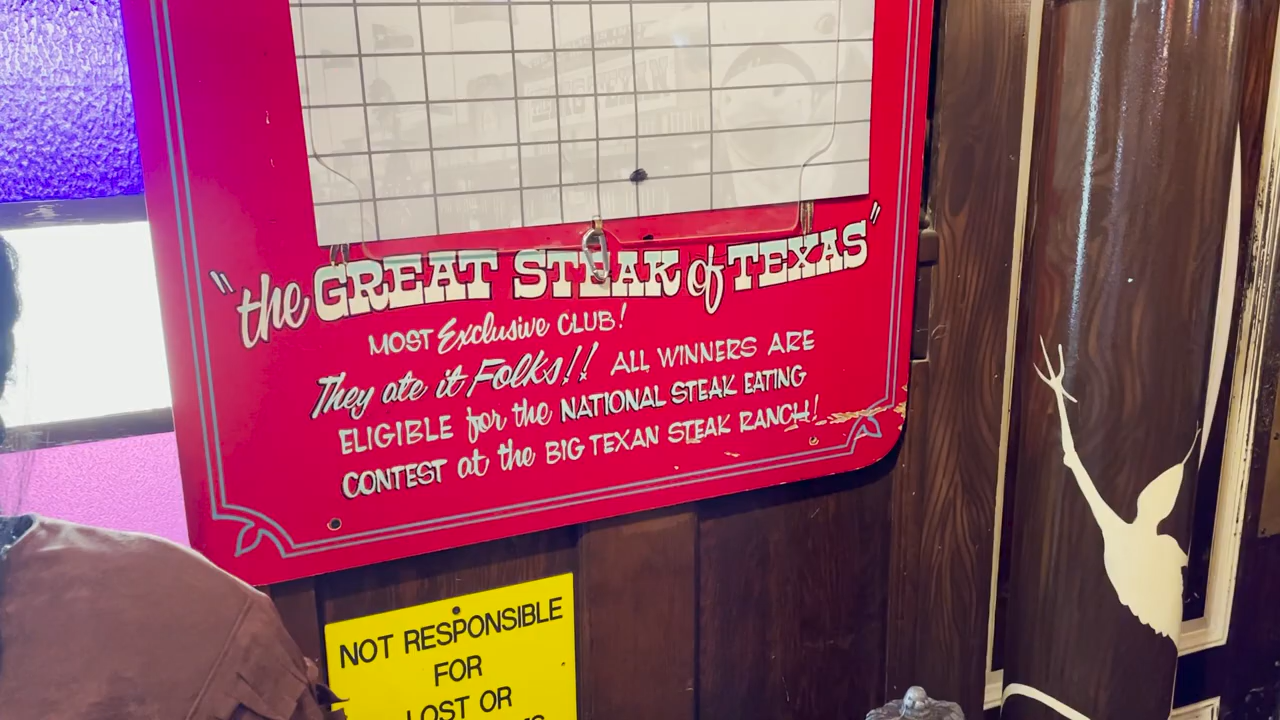 "the GREAT STEAK of TEXAS"
MOST Exclusive CLUB!
They ate it Folks!! ALL WINNERS ARE
ELIGIBLE for the NATIONAL STEAK EATING
CONTEST at the BIG TEXAN STEAK RANCH!
NOT RESPONSIBLE
FOR
LOST OR